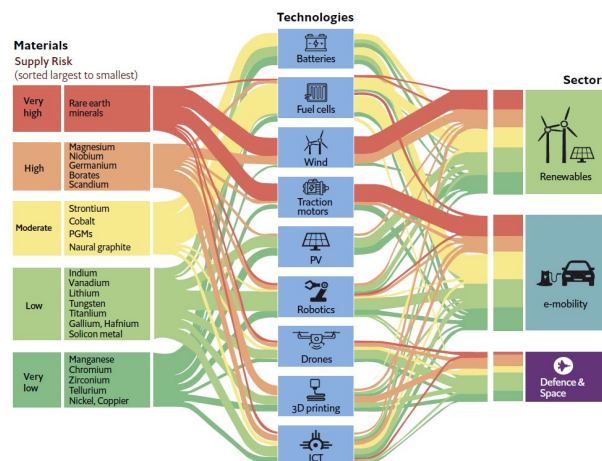 Technologies
Materials
Supply Risk
(sorted largest to smallest)
Sector
Very
high
Rare earth
minerals
High
Magnesium
Niobium
Germanium
Borates
Scandium
Moderate
Strontium
Cobalt
PGMs
Naural graphite
Low
Indium
Vanadium
Lithium
Tungsten
Titanlium
Gallium, Hafnium
Solicon metal
Very
low
Manganese
Chromium
Zirconium
Tellurium
Nickel, Coppier
Batteries
Fuel cells
Wind
Traction
motors
PV
Robotics
Drones
3D printing
ICT
Renewables
e-mobility
Defence &
Space